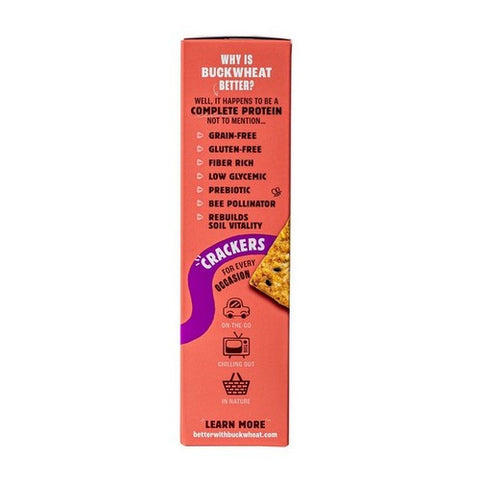 WHY IS
BUCKWHEAT
BETTER?
WELL, IT HAPPENS TO BE A
COMPLETE PROTEIN
NOT TO MENTION...
GRAIN-FREE
GLUTEN-FREE
FIBER RICH
LOW GLYCEMIC
PREBIOTIC
BEE POLLINATOR
REBUILDS
SOIL VITALITY
CRACKERS
FOR EVERY
OCCASION
ON-THE-GO
CHILLING OUT
IN NATURE
LEARN MORE
betterwithbuckwheat.com